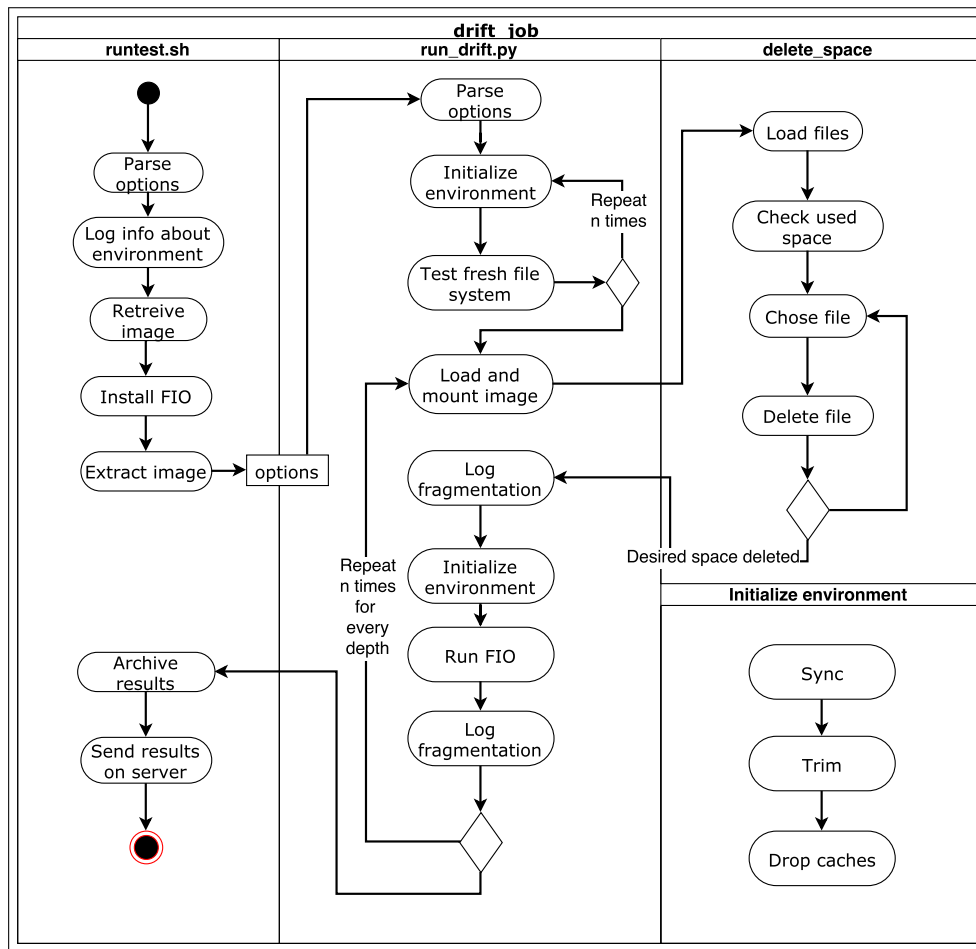 drift_job
runtest.sh
run_drift.py
delete_space
Parse
options
Log info about
environment
Retreive
image
Install FIO
Extract image
options
Archive
results
Send results
on server
Parse
options
Initialize
environment
Repeat
n times
Test fresh file
system
Load and
mount image
Log
fragmentation
Initialize
environment
Repeat
n times
for
every
depth
Run FIO
Log
fragmentation
Load files
Check used
space
Chose file
Delete file
Desired space deleted
Initialize environment
Sync
Trim
Drop caches